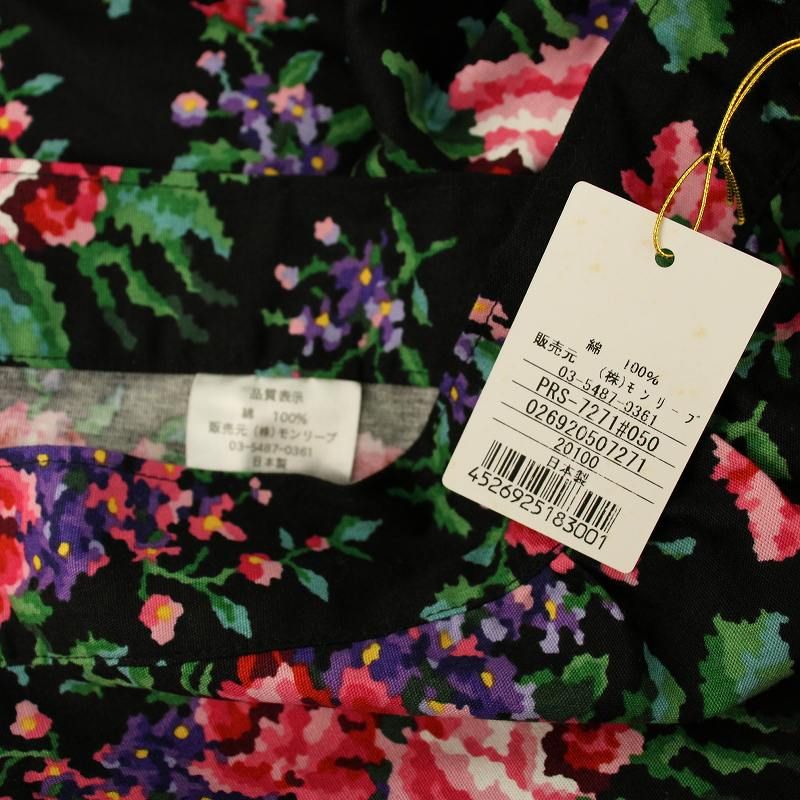 品質表示
綿 100%
販売元 (株)モンリーブ
03-5487-0361
日本製
綿 100%
販売元 (株)モンリーブ
03-5487-0361
PRS-7271#050
026920507271
20100
日本製
4526925183001